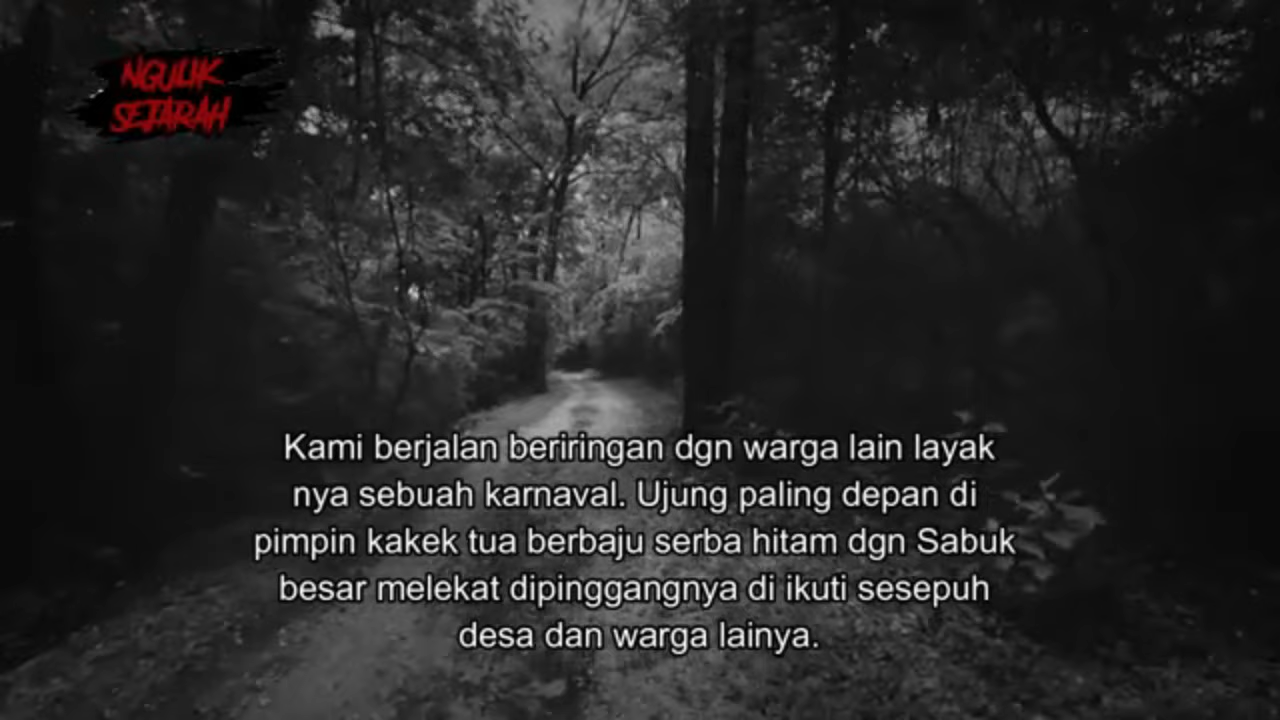 NGULIK
SEJARAH
Kami berjalan beriringan dgn warga lain layak
nya sebuah karnaval. Ujung paling depan di
pimpin kakek tua berbaju serba hitam dgn Sabuk
besar melekat dipinggangnya di ikuti sesepuh
desa dan warga lainya.